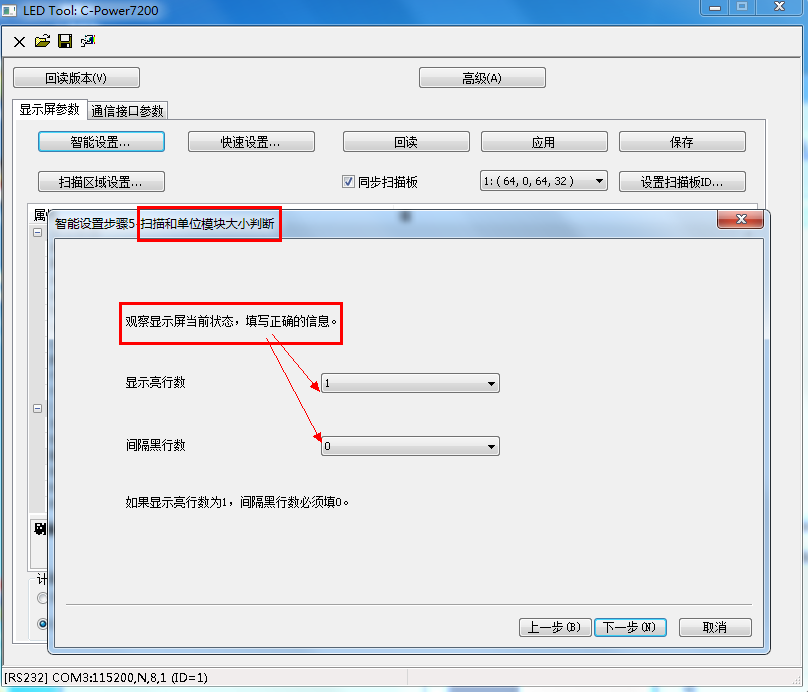 LED Tool: C-Power7200
回读版本(V)
高级(A)
显示屏参数
通信接口参数
智能设置...
快速设置...
回读
应用
保存
扫描区域设置...
同步扫描板
1: ( 64, 0, 64, 32 )
设置扫描板ID...
智能设置步骤5-扫描和单位模块大小判断
观察显示屏当前状态，填写正确的信息。
显示亮行数
1
间隔黑行数
0
如果显示亮行数为1，间隔黑行数必须填0。
上一步(B)
下一步(N)
取消
[RS232] COM3:115200,N,8,1 (ID=1)